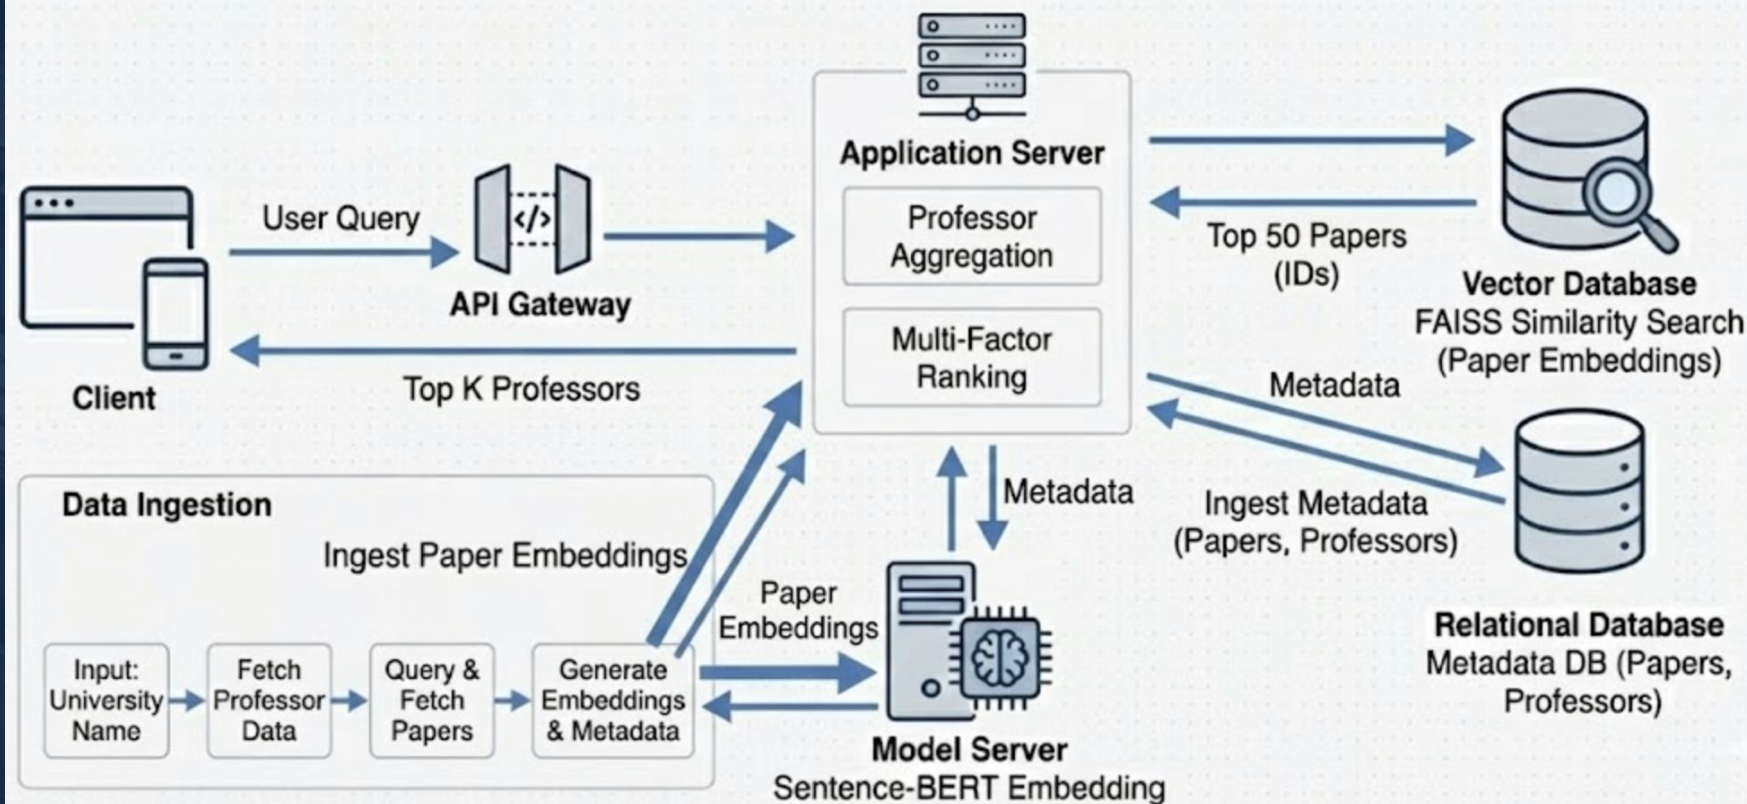 Application Server
Professor
Aggregation
Multi-Factor
Ranking
User Query
</>
API Gateway
Top K Professors
Client
Top 50 Papers
(IDs)
Vector Database
FAISS Similarity Search
(Paper Embeddings)
Metadata
Ingest Metadata
(Papers, Professors)
Relational Database
Metadata DB (Papers,
Professors)
Metadata
Data Ingestion
Ingest Paper Embeddings
Paper
Embeddings
Input:
University
Name
Fetch
Professor
Data
Query &
Fetch
Papers
Generate
Embeddings
& Metadata
Model Server
Sentence-BERT Embedding